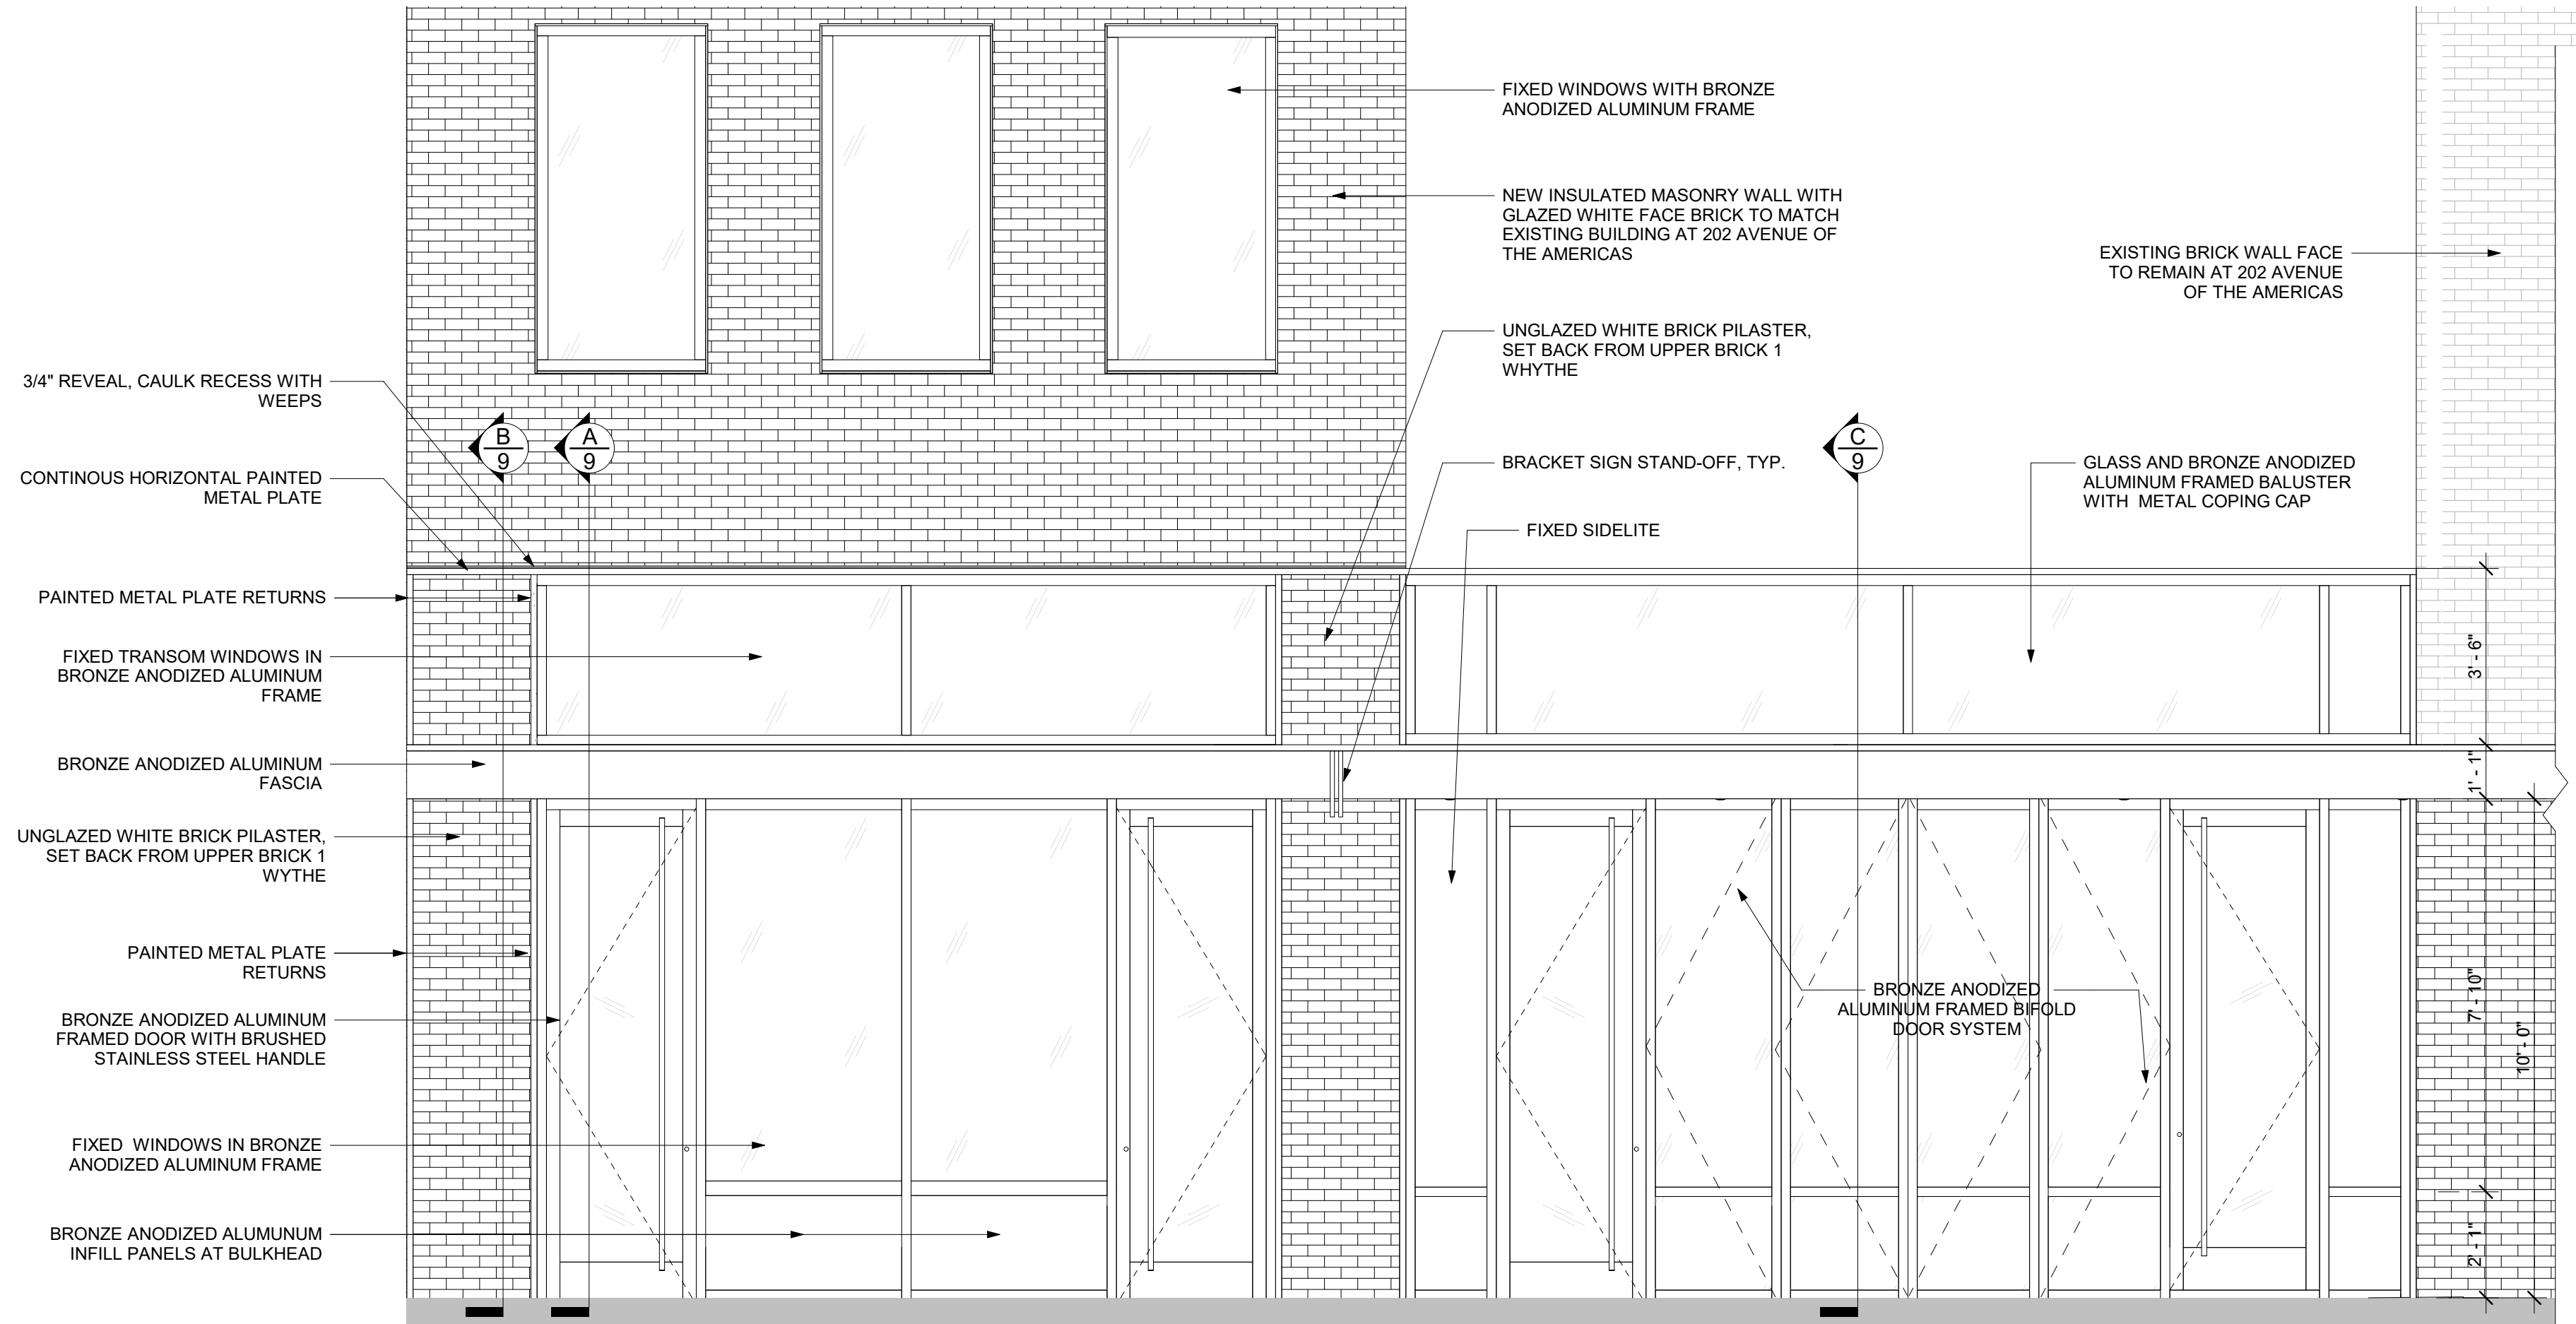 FIXED WINDOWS WITH BRONZE
ANODIZED ALUMINUM FRAME
NEW INSULATED MASONRY WALL WITH
GLAZED WHITE FACE BRICK TO MATCH
EXISTING BUILDING AT 202 AVENUE OF
THE AMERICAS
EXISTING BRICK WALL FACE
TO REMAIN AT 202 AVENUE
OF THE AMERICAS
UNGLAZED WHITE BRICK PILASTER,
SET BACK FROM UPPER BRICK 1
WHYTHE
3/4" REVEAL, CAULK RECESS WITH
WEEPS
B
9
A
9
C
9
BRACKET SIGN STAND-OFF, TYP.
GLASS AND BRONZE ANODIZED
ALUMINUM FRAMED BALUSTER
WITH  METAL COPING CAP
CONTINOUS HORIZONTAL PAINTED
METAL PLATE
FIXED SIDELITE
PAINTED METAL PLATE RETURNS
FIXED TRANSOM WINDOWS IN
BRONZE ANODIZED ALUMINUM
FRAME
3' - 6"
BRONZE ANODIZED ALUMINUM
FASCIA
1' - 1"
UNGLAZED WHITE BRICK PILASTER,
SET BACK FROM UPPER BRICK 1
WYTHE
PAINTED METAL PLATE
RETURNS
BRONZE ANODIZED
ALUMINUM FRAMED BIFOLD
DOOR SYSTEM
7' - 10"
10' - 0"
BRONZE ANODIZED ALUMINUM
FRAMED DOOR WITH BRUSHED
STAINLESS STEEL HANDLE
FIXED  WINDOWS IN BRONZE
ANODIZED ALUMINUM FRAME
BRONZE ANODIZED ALUMUNUM
INFILL PANELS AT BULKHEAD
2' - 1"